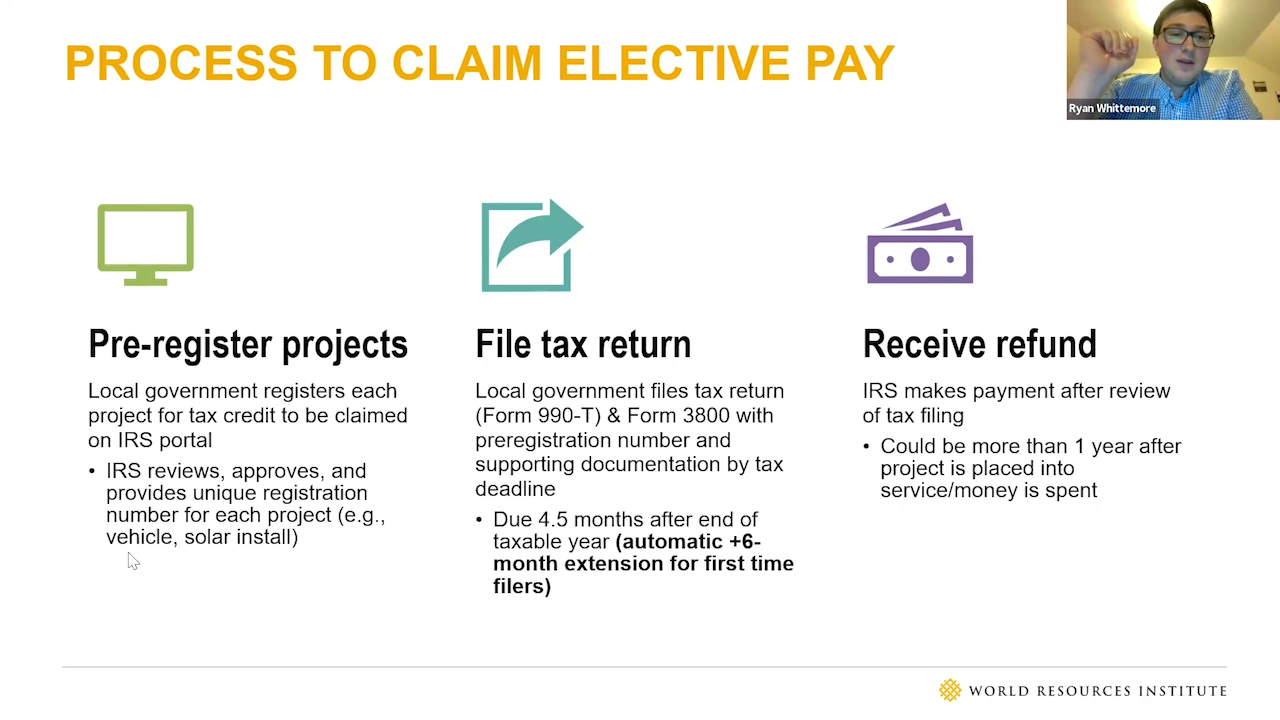 PROCESS TO CLAIM ELECTIVE PAY
Ryan Whittemore
Pre-register projects
Local government registers each
project for tax credit to be claimed
on IRS portal
• IRS reviews, approves, and
provides unique registration
number for each project (e.g.,
vehicle, solar install)
File tax return
Local government files tax return
(Form 990-T) & Form 3800 with
preregistration number and
supporting documentation by tax
deadline
• Due 4.5 months after end of
taxable year (automatic +6-
month extension for first time
filers)
Receive refund
IRS makes payment after review
of tax filing
• Could be more than 1 year after
project is placed into
service/money is spent
WORLD RESOURCES INSTITUTE